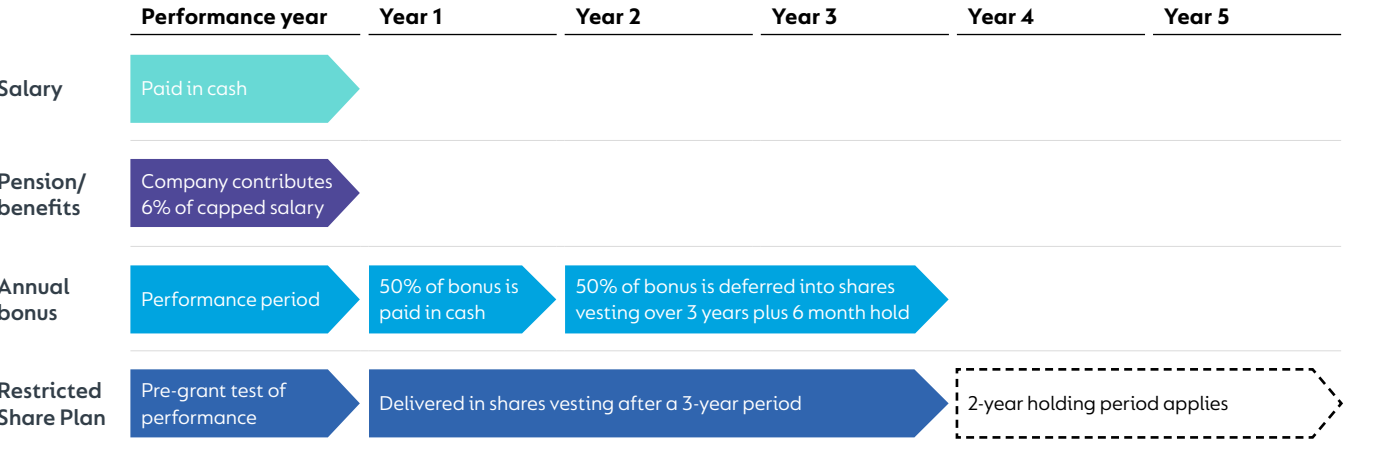 Performance year Year 1 Year 2 Year 3 Year 4 Year 5
Salary
Paid in cash
Pension/
benefits
Company contributes
6% of capped salary
Annual
bonus
Performance period
50% of bonus is
paid in cash
50% of bonus is deferred into shares
vesting over 3 years plus 6 month hold
Restricted
Share Plan
Pre-grant test of
performance
Delivered in shares vesting after a 3-year period
2-year holding period applies